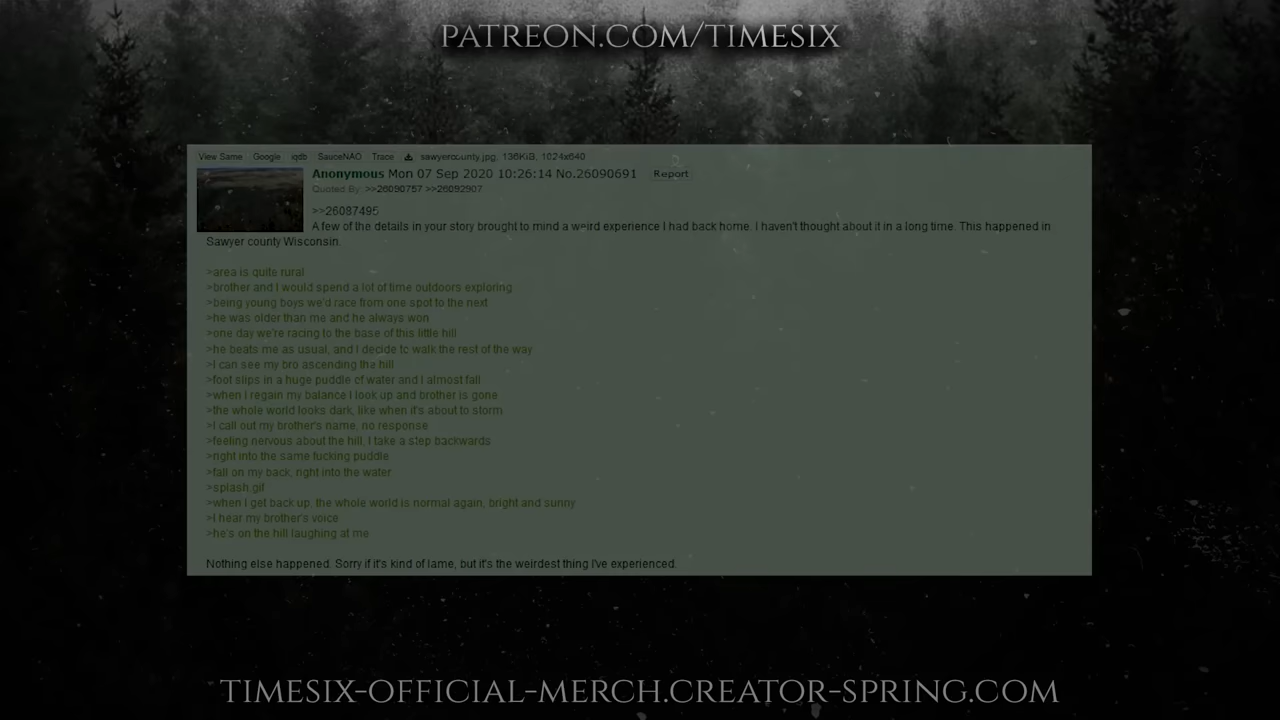 PATREON.COM/TIMESIX
View Same Google iqdb SauceNAO Trace sawyercounty.jpg, 136KiB, 1024x640
Anonymous Mon 07 Sep 2020 10:26:14 No.26090691 Report
Quoted By: >>26090757 >>26092907
>>26087495
A few of the details in your story brought to mind a weird experience I had back home. I haven't thought about it in a long time. This happened in
Sawyer county Wisconsin.
>area is quite rural
>brother and I would spend a lot of time outdoors exploring
>being young boys we'd race from one spot to the next
>he was older than me and he always won
>one day we're racing to the base of this little hill
>he beats me as usual, and I decide to walk the rest of the way
>I can see my bro ascending the hill
>foot slips in a huge puddle of water and I almost fall
>when I regain my balance I look up and brother is gone
>the whole world looks dark, like when it's about to storm
>I call out my brother's name, no response
>feeling nervous about the hill, I take a step backwards
>right into the same fucking puddle
>fall on my back, right into the water
>splash.gif
>when I get back up, the whole world is normal again, bright and sunny
>I hear my brother's voice
>he's on the hill laughing at me
Nothing else happened. Sorry if it's kind of lame, but it's the weirdest thing I've experienced.
TIMESIX-OFFICIAL-MERCH.CREATOR-SPRING.COM